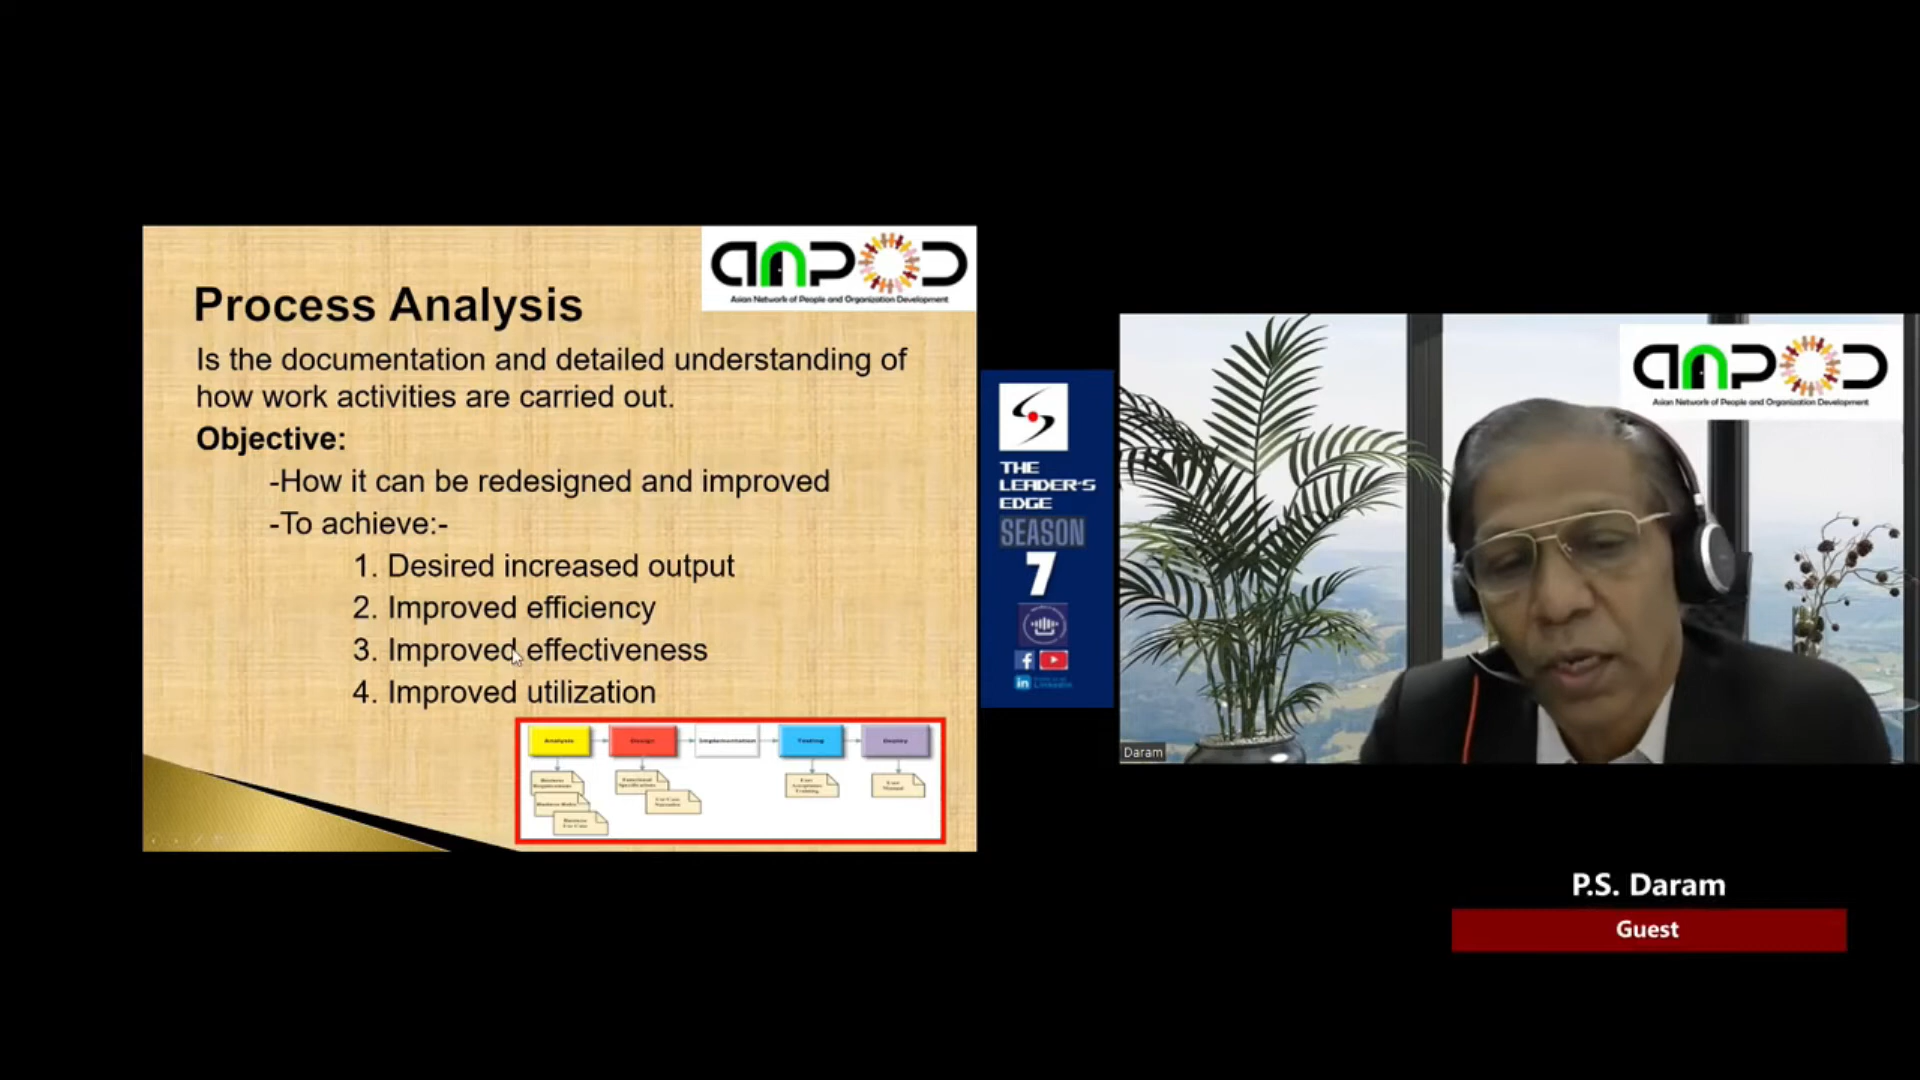 anpod
Asian Network of People and Organization Development
Process Analysis
Is the documentation and detailed understanding of
how work activities are carried out.
Objective:
-How it can be redesigned and improved
-To achieve:-
1. Desired increased output
2. Improved efficiency
3. Improved effectiveness
4. Improved utilization
Analysis
Design
Implementation
Testing
Deploy
THE
LEADER'S
EDGE
SEASON
7
anpod
Asian Network of People and Organization Development
Daram
P.S. Daram
Guest